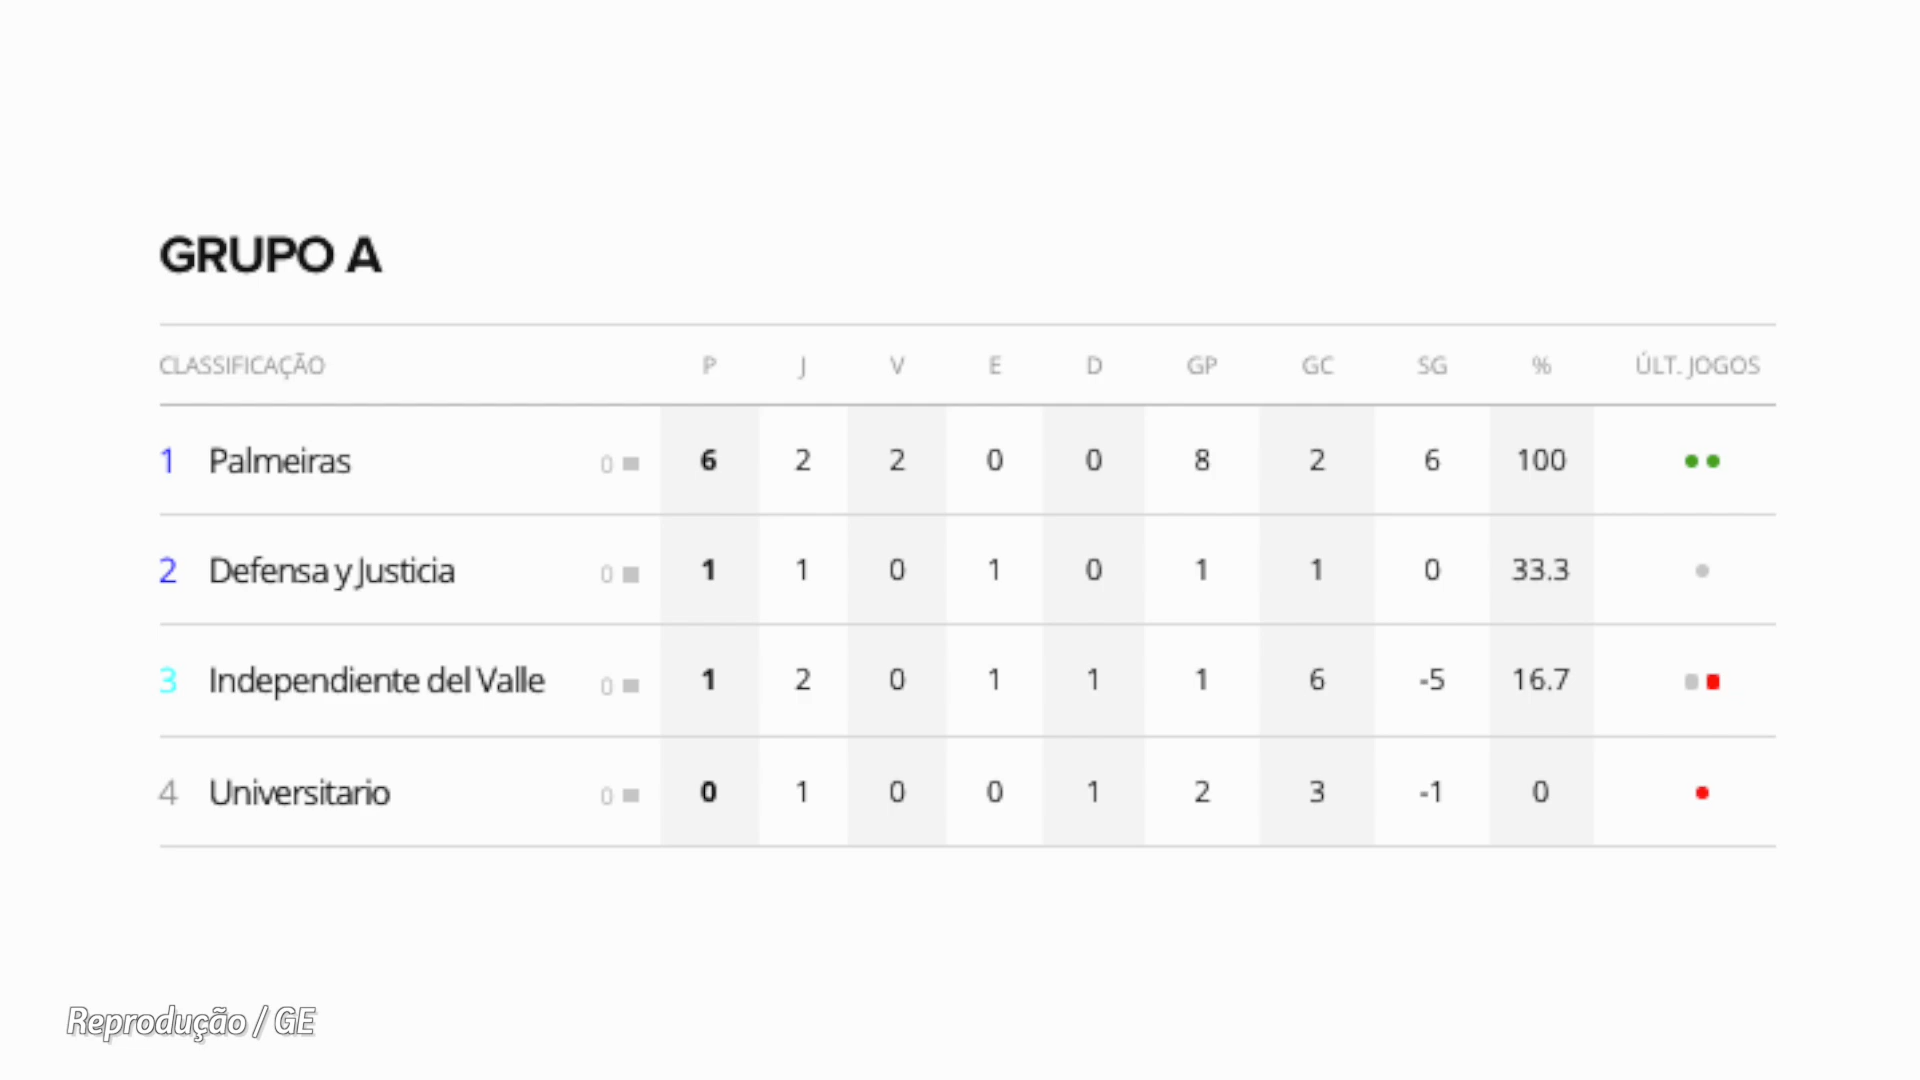 GRUPO A
CLASSIFICAÇÃO P J V E D GP GC SG % ÚLT. JOGOS
1 Palmeiras 0 6 2 2 0 0 8 2 6 100
2 Defensa y Justicia 0 1 1 0 1 0 1 1 0 33.3
3 Independiente del Valle 0 1 2 0 1 1 1 6 -5 16.7
4 Universitario 0 0 1 0 0 1 2 3 -1 0
Reprodução / GE